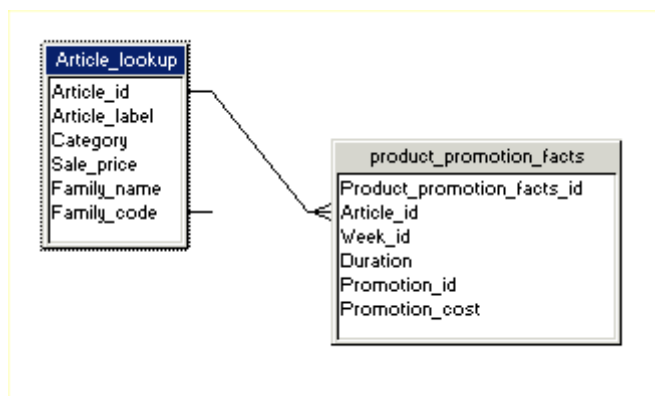 Article_lookup
Article_id
Article_label
Category
Sale_price
Family_name
Family_code
product_promotion_facts
Product_promotion_facts_id
Article_id
Week_id
Duration
Promotion_id
Promotion_cost